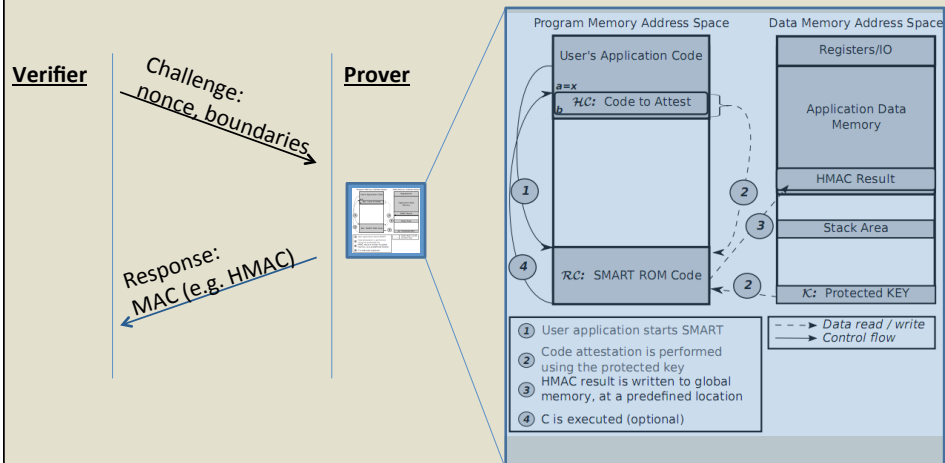 Verifier
Challenge:
nonce, boundaries
Prover
Response:
MAC (e.g. HMAC)
Program Memory Address Space
User's Application Code
a=x
b
HC: Code to Attest
1
4
RC: SMART ROM Code
2
3
2
Data Memory Address Space
Registers/IO
Application Data
Memory
HMAC Result
Stack Area
K: Protected KEY
1 User application starts SMART
2 Code attestation is performed
using the protected key
3 HMAC result is written to global
memory, at a predefined location
4 C is executed (optional)
Data read / write
Control flow